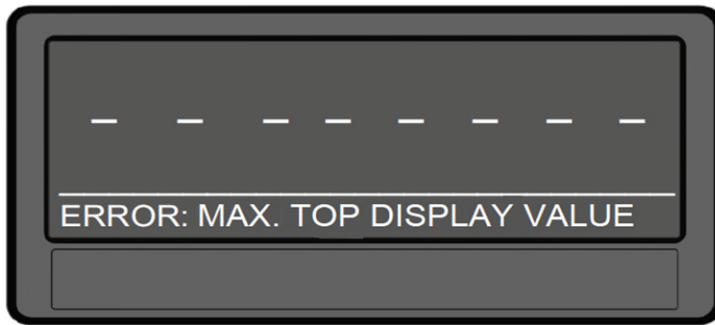 - - - - - - - -
ERROR: MAX. TOP DISPLAY VALUE